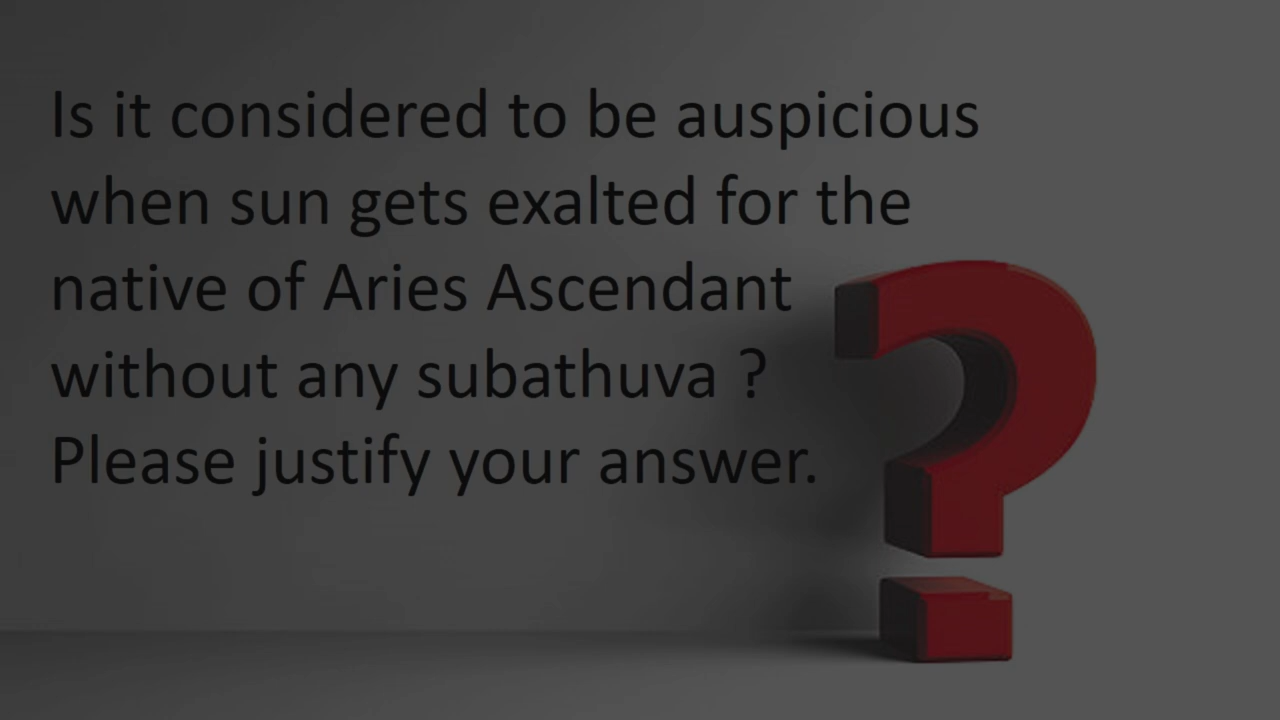 Is it considered to be auspicious
when sun gets exalted for the
native of Aries Ascendant
without any subathuva ?
Please justify your answer.